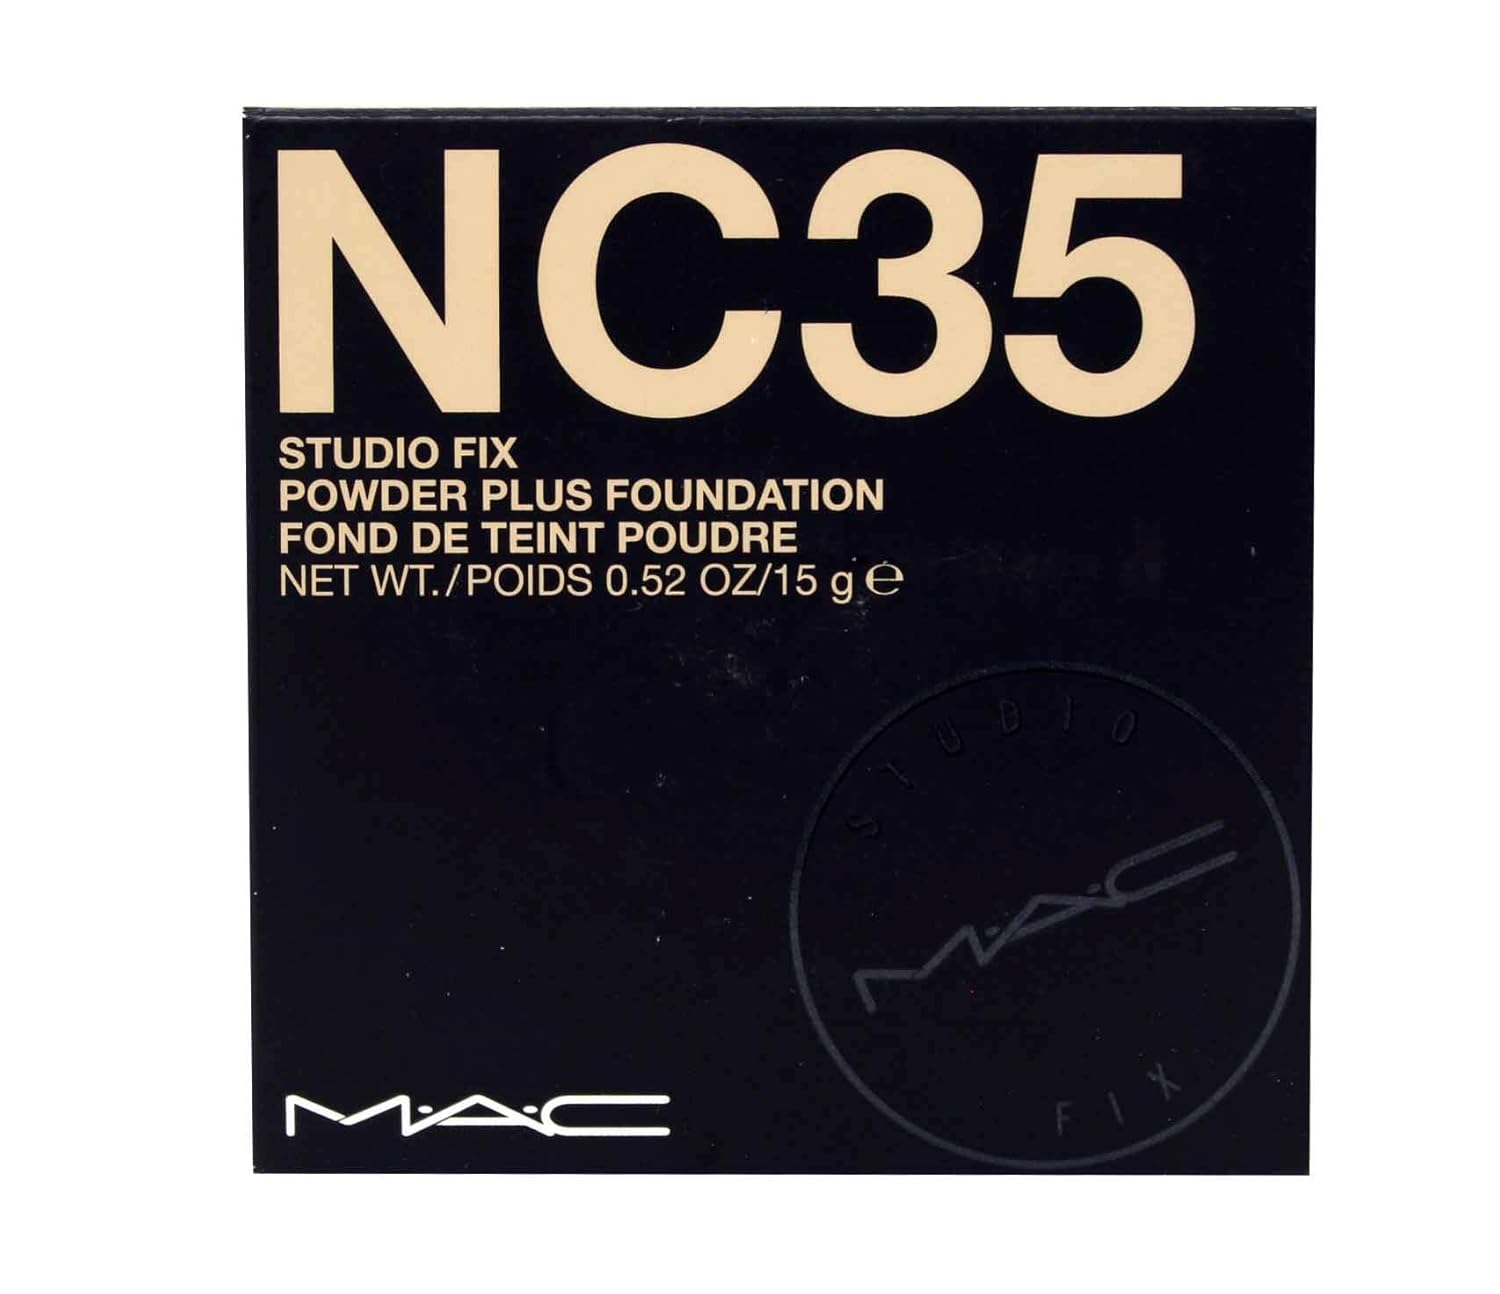 NC35
STUDIO FIX
POWDER PLUS FOUNDATION
FOND DE TEINT POUDRE
NET WT./POIDS 0.52 OZ/15 g ℮
STUDIO
M·A·C
FIX
M·A·C